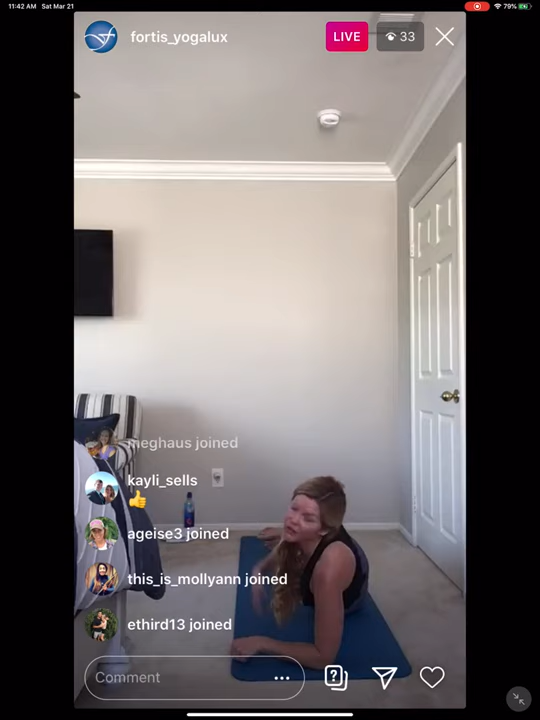 11:42 AM Sat Mar 21
79%
fortis_yogalux
LIVE
33
meghaus joined
kayli_sells
👍
ageise3 joined
this_is_mollyann joined
ethird13 joined
Comment